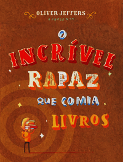 OLIVER JEFFERS
O
INCRÍVEL
RAPAZ
QUE COMIA
LIVROS